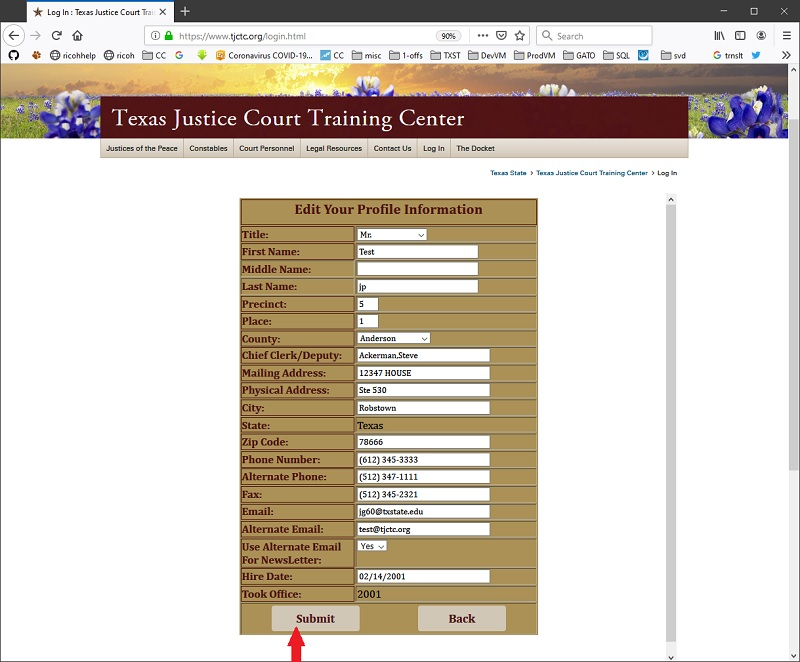 Log In : Texas Justice Court Trai
https://www.tjctc.org/login.html
90%
Search
ricohhelp
ricoh
CC
Coronavirus COVID-19...
CC
misc
1-offs
TXST
DevVM
ProdVM
GATO
SQL
svd
trnslt
Texas Justice Court Training Center
Justices of the Peace
Constables
Court Personnel
Legal Resources
Contact Us
Log In
The Docket
Texas State > Texas Justice Court Training Center > Log In
Edit Your Profile Information
Title: Mr.
First Name: Test
Middle Name:
Last Name: jp
Precinct: 5
Place: 1
County: Anderson
Chief Clerk/Deputy: Ackerman,Steve
Mailing Address: 12347 HOUSE
Physical Address: Ste 530
City: Robstown
State: Texas
Zip Code: 78666
Phone Number: (612) 345-3333
Alternate Phone: (512) 347-1111
Fax: (512) 345-2321
Email: jg60@txstate.edu
Alternate Email: test@tjctc.org
Use Alternate Email Yes
For NewsLetter:
Hire Date: 02/14/2001
Took Office: 2001
Submit
Back